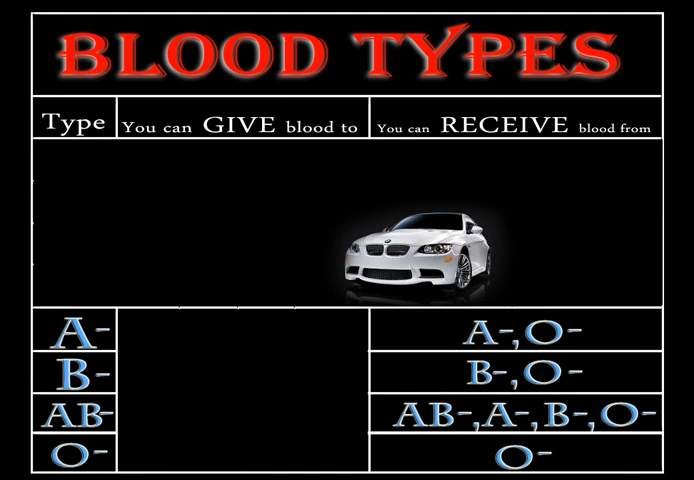 BLOOD TYPES
Type You can GIVE blood to You can RECEIVE blood from
A- A-,O-
B- B-,O-
AB- AB-,A-,B-,O-
O- O-